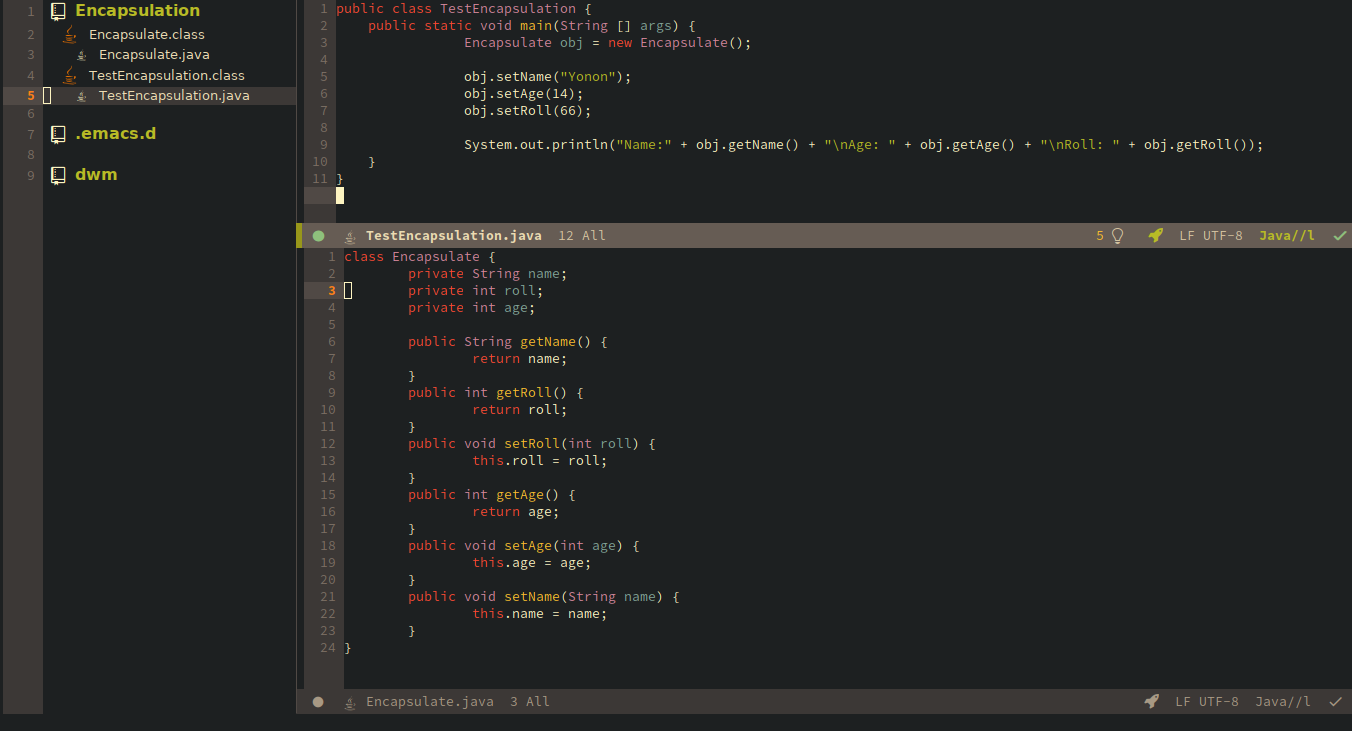 1 Encapsulation
2 Encapsulate.class
3 Encapsulate.java
4 TestEncapsulation.class
5 TestEncapsulation.java
6
7 .emacs.d
8
9 dwm
1 public class TestEncapsulation {
2 public static void main(String [] args) {
3 Encapsulate obj = new Encapsulate();
4
5 obj.setName("Yonon");
6 obj.setAge(14);
7 obj.setRoll(66);
8
9 System.out.println("Name:" + obj.getName() + "\nAge: " + obj.getAge() + "\nRoll: " + obj.getRoll());
10 }
11 }
TestEncapsulation.java 12 All 5 LF UTF-8 Java//l
1 class Encapsulate {
2 private String name;
3 private int roll;
4 private int age;
5
6 public String getName() {
7 return name;
8 }
9 public int getRoll() {
10 return roll;
11 }
12 public void setRoll(int roll) {
13 this.roll = roll;
14 }
15 public int getAge() {
16 return age;
17 }
18 public void setAge(int age) {
19 this.age = age;
20 }
21 public void setName(String name) {
22 this.name = name;
23 }
24 }
Encapsulate.java 3 All LF UTF-8 Java//l